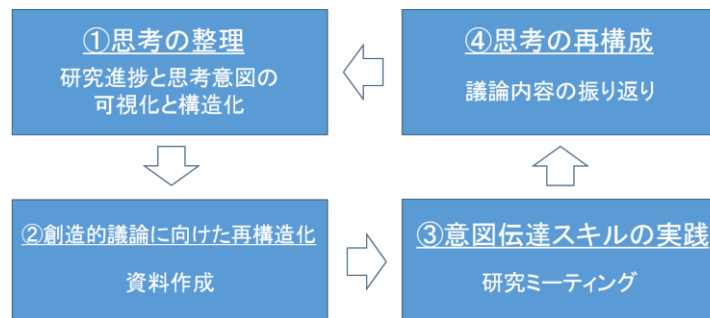 ①思考の整理
研究進捗と思考意図の
可視化と構造化
④思考の再構成
議論内容の振り返り
②創造的議論に向けた再構造化
資料作成
③意図伝達スキルの実践
研究ミーティング